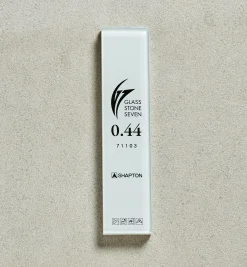 GLASS
STONE
SEVEN
0.44
71103
SHAPTON